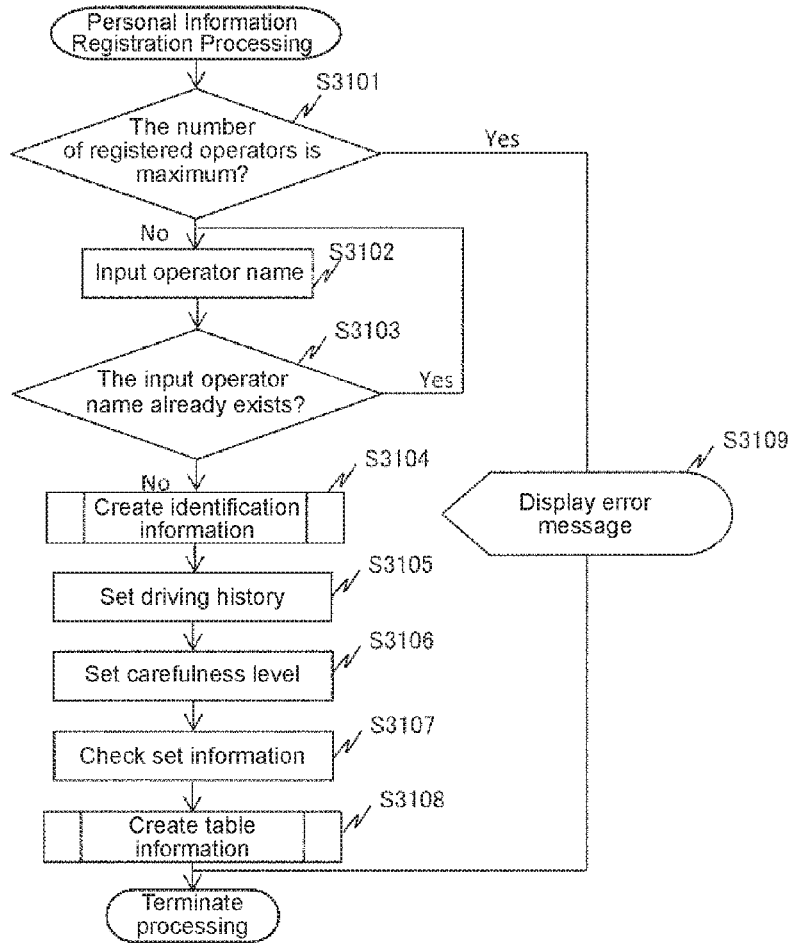 Personal Information
Registration Processing
S3101
The number
of registered operators is
maximum?
Yes
No
S3102
Input operator name
S3103
The input operator
name already exists?
Yes
No
S3104
Create identification
information
S3109
Display error
message
S3105
Set driving history
S3106
Set carefulness level
S3107
Check set information
S3108
Create table
information
Terminate
processing